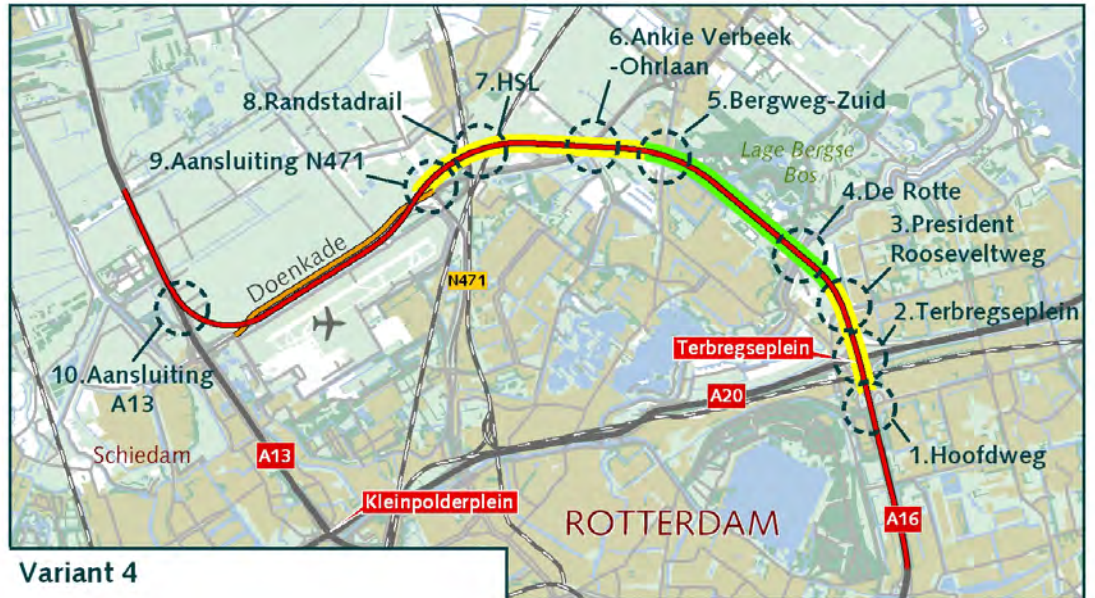 6.Ankie Verbeek
-Ohrlaan
7.HSL
8.Randstadrail
5.Bergweg-Zuid
9.Aansluiting N471
Lage Bergse
Bos
4.De Rotte
3.President
Rooseveltweg
Doenkade
N471
2.Terbregseplein
Terbregseplein
10.Aansluiting
A13
A20
Schiedam
A13
1.Hoofdweg
Kleinpolderplein
ROTTERDAM
A16
Variant 4